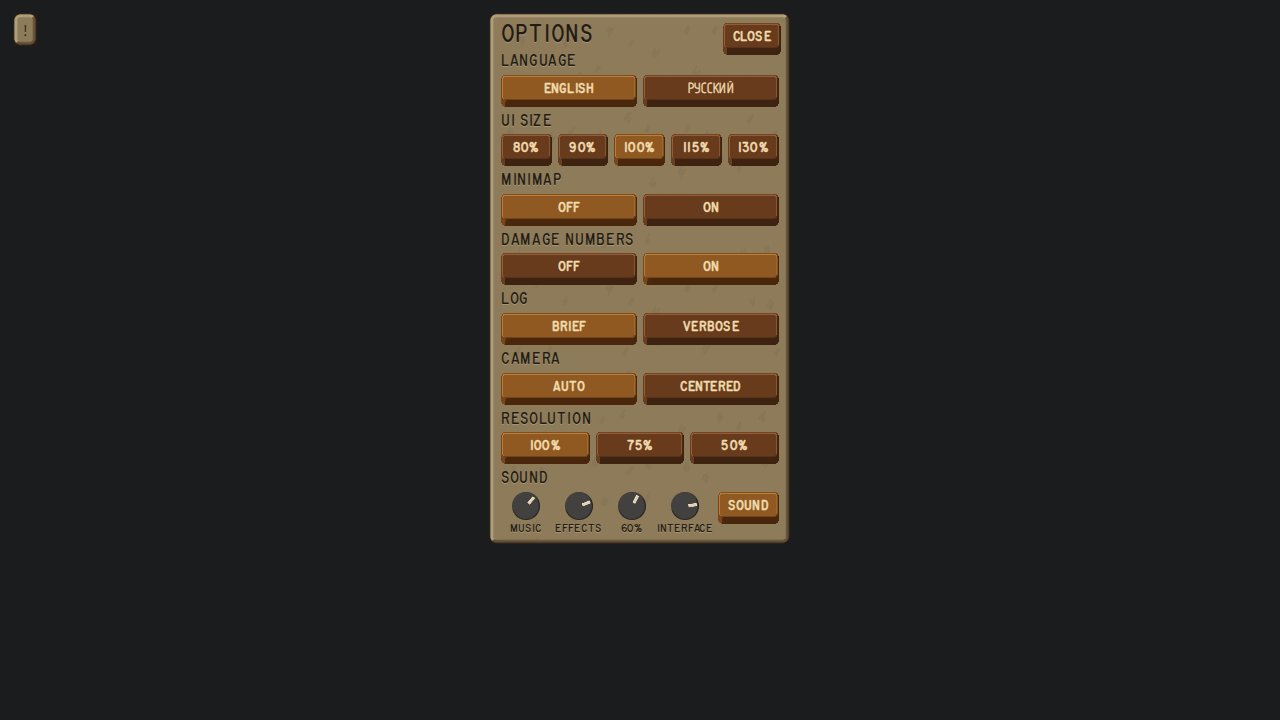 !
OPTIONS
CLOSE
LANGUAGE
ENGLISH РУССКИЙ
UI SIZE
80% 90% 100% 115% 130%
MINIMAP
OFF ON
DAMAGE NUMBERS
OFF ON
LOG
BRIEF VERBOSE
CAMERA
AUTO CENTERED
RESOLUTION
100% 75% 50%
SOUND
SOUND
MUSIC EFFECTS 60% INTERFACE